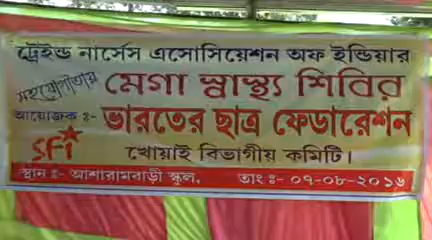 ট্রেইন্ড নার্সেস এসোসিয়েশন অফ ইন্ডিয়ার
সহযোগীতায় মেগা স্বাস্থ্য শিবির
আয়োজক ঃ- ভারতের ছাত্র ফেডারেশন
SFI খোয়াই বিভাগীয় কমিটি।
স্থান ঃ- আশারামবাড়ী স্কুল, তাং ঃ- ০৭-০৮-২০১৬